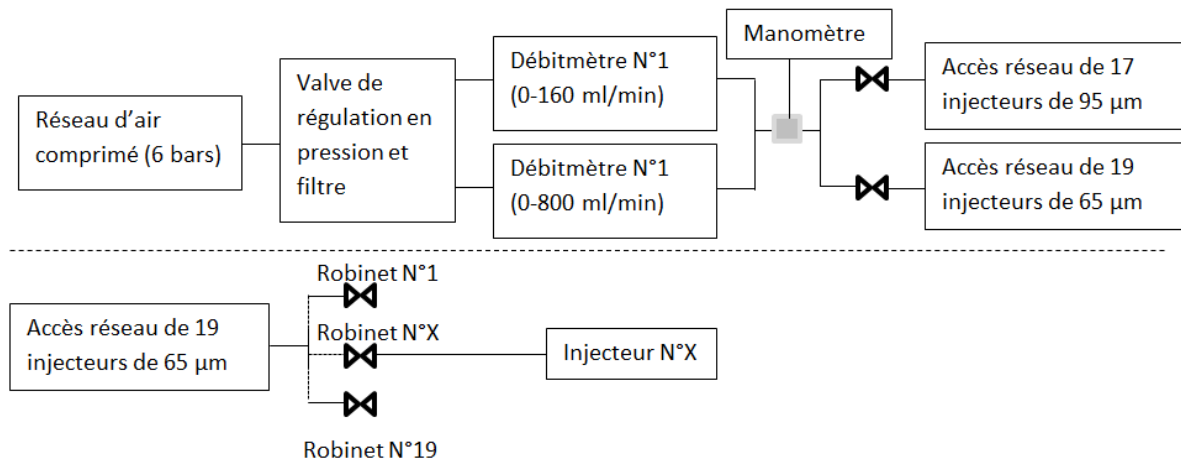 Réseau d'air
comprimé (6 bars)
Valve de
régulation en
pression et
filtre
Débitmètre N°1
(0-160 ml/min)
Débitmètre N°1
(0-800 ml/min)
Manomètre
Accès réseau de 17
injecteurs de 95 µm
Accès réseau de 19
injecteurs de 65 µm
Accès réseau de 19
injecteurs de 65 µm
Robinet N°1
Robinet N°X
Robinet N°19
Injecteur N°X